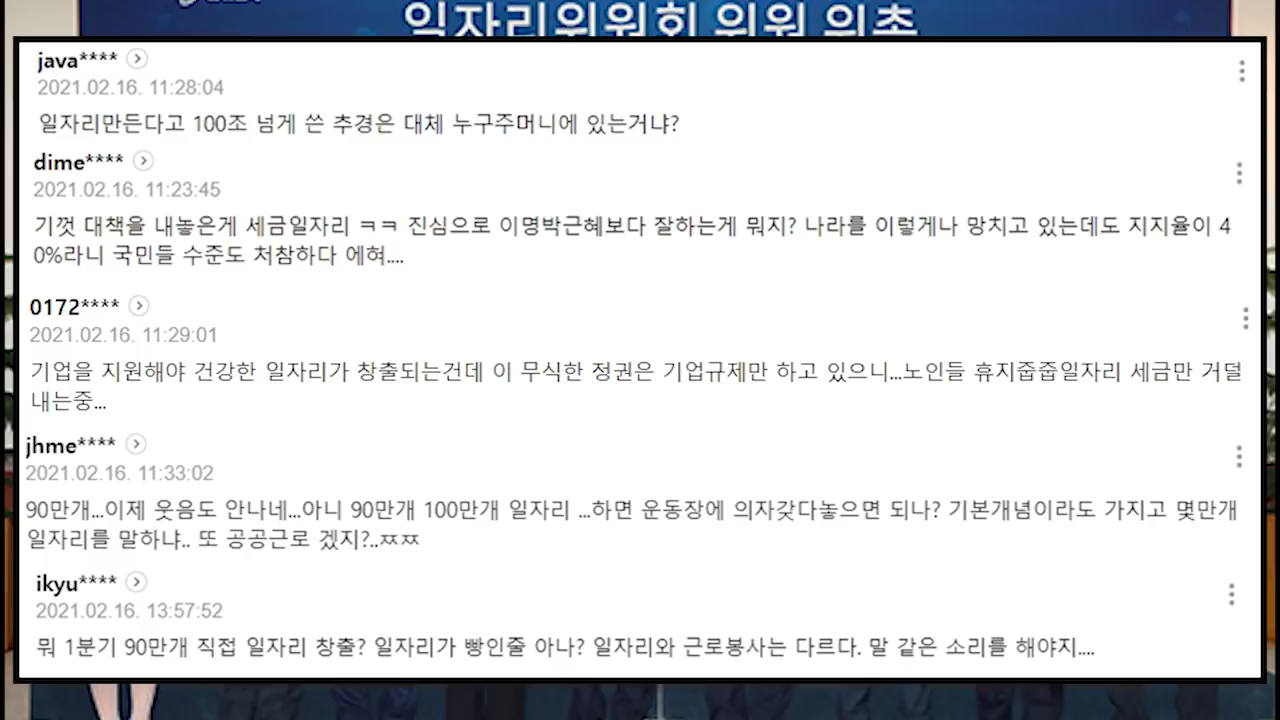 일자리위원회 위원 위촉
java****
2021.02.16. 11:28:04
일자리만든다고 100조 넘게 쓴 추경은 대체 누구주머니에 있는거냐?
dime****
2021.02.16. 11:23:45
기껏 대책을 내놓은게 세금일자리 ㅋㅋ 진심으로 이명박근혜보다 잘하는게 뭐지? 나라를 이렇게나 망치고 있는데도 지지율이 4
0%라니 국민들 수준도 처참하다 에혀....
0172****
2021.02.16. 11:29:01
기업을 지원해야 건강한 일자리가 창출되는건데 이 무식한 정권은 기업규제만 하고 있으니...노인들 휴지줍줍일자리 세금만 거덜
내는중...
jhme****
2021.02.16. 11:33:02
90만개...이제 웃음도 안나네...아니 90만개 100만개 일자리 ...하면 운동장에 의자갖다놓으면 되나? 기본개념이라도 가지고 몇만개
일자리를 말하냐.. 또 공공근로 겠지?..ㅉㅉ
ikyu****
2021.02.16. 13:57:52
뭐 1분기 90만개 직접 일자리 창출? 일자리가 빵인줄 아나? 일자리와 근로봉사는 다르다. 말 같은 소리를 해야지....